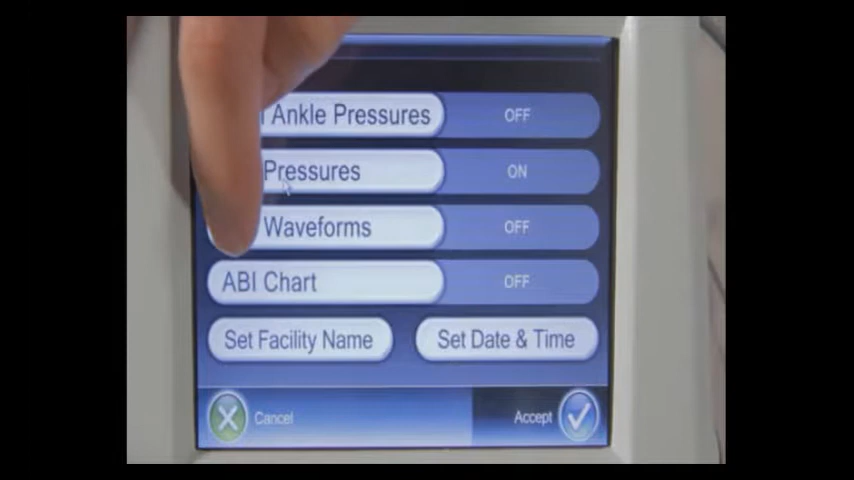 Ankle Pressures OFF
Pressures ON
Waveforms OFF
ABI Chart OFF
Set Facility Name Set Date & Time
Cancel Accept